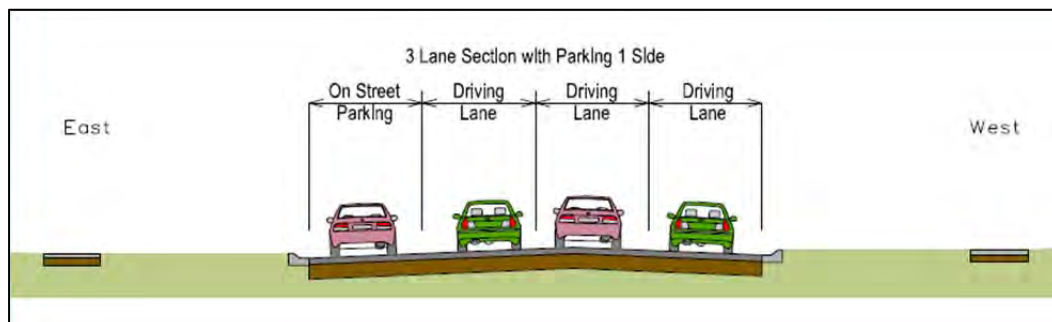 3 Lane Section with Parking 1 Side
On Street Parking
Driving Lane
Driving Lane
Driving Lane
East
West